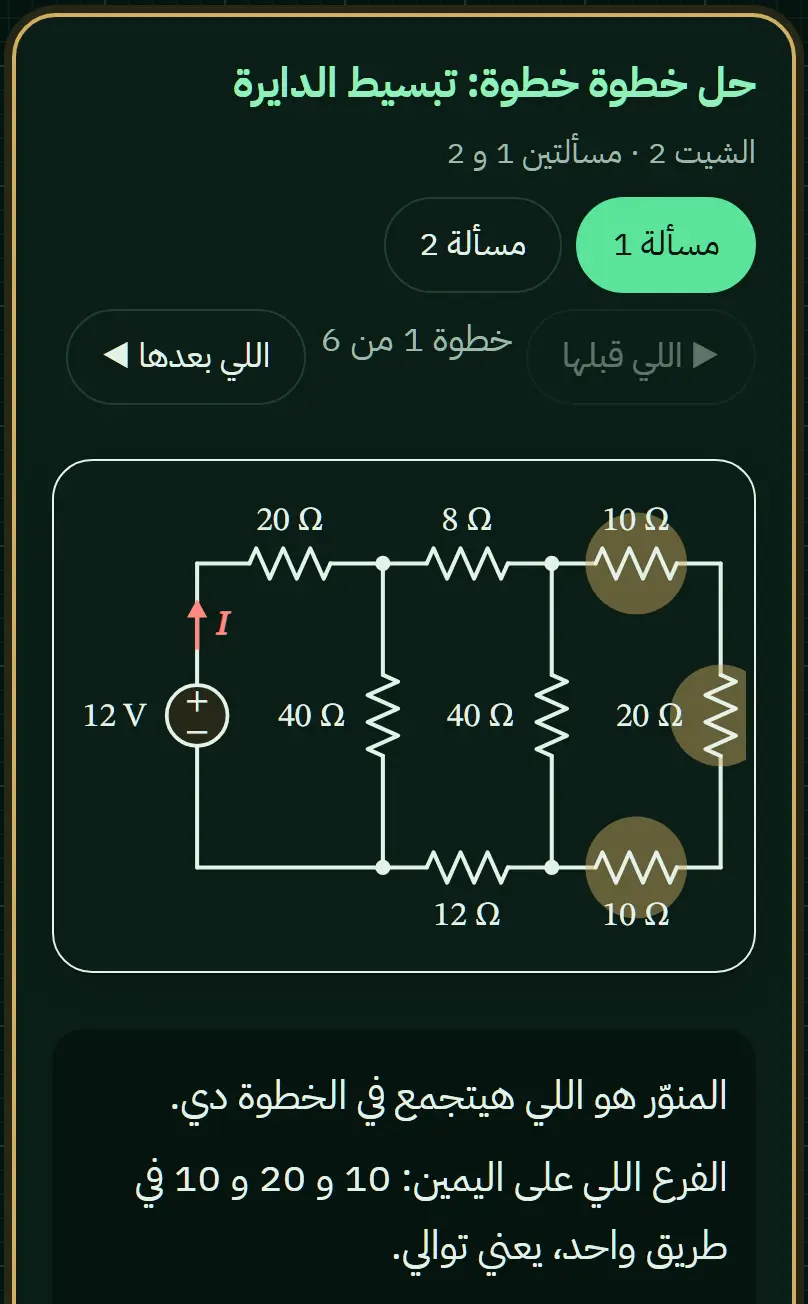 حل خطوة خطوة: تبسيط الدايرة
الشيت 2 · مسألتين 1 و 2
مسألة 1
مسألة 2
▶ اللي قبلها
خطوة 1 من 6
اللي بعدها ◀
20 Ω
8 Ω
10 Ω
I
12 V
+
−
40 Ω
40 Ω
20 Ω
12 Ω
10 Ω
المنوّر هو اللي هيتجمع في الخطوة دي.
الفرع اللي على اليمين: 10 و 20 و 10 في
طريق واحد، يعني توالي.